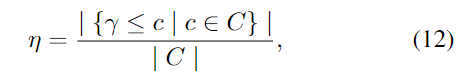 η = | {γ ≤ c | c ∈ C} | / | C | , (12)